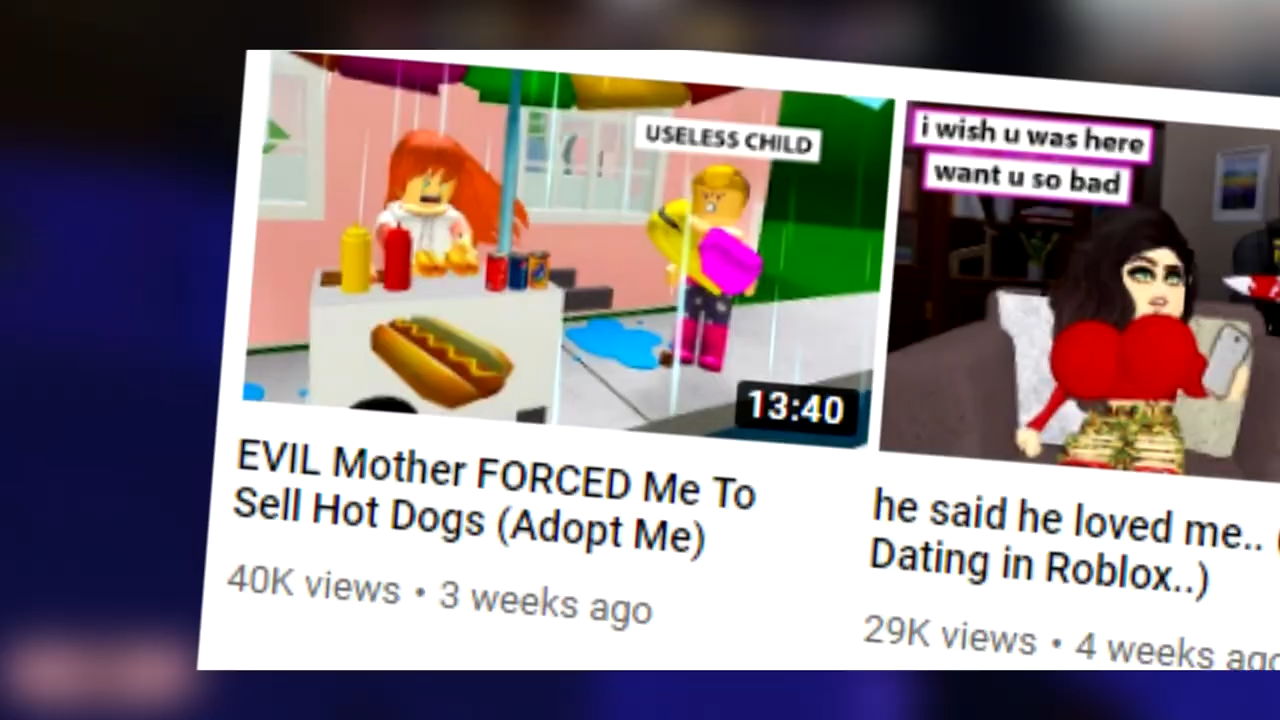 USELESS CHILD
i wish u was here
want u so bad
13:40
EVIL Mother FORCED Me To
Sell Hot Dogs (Adopt Me)
40K views • 3 weeks ago
he said he loved me.. (
Dating in Roblox..)
29K views • 4 weeks ago